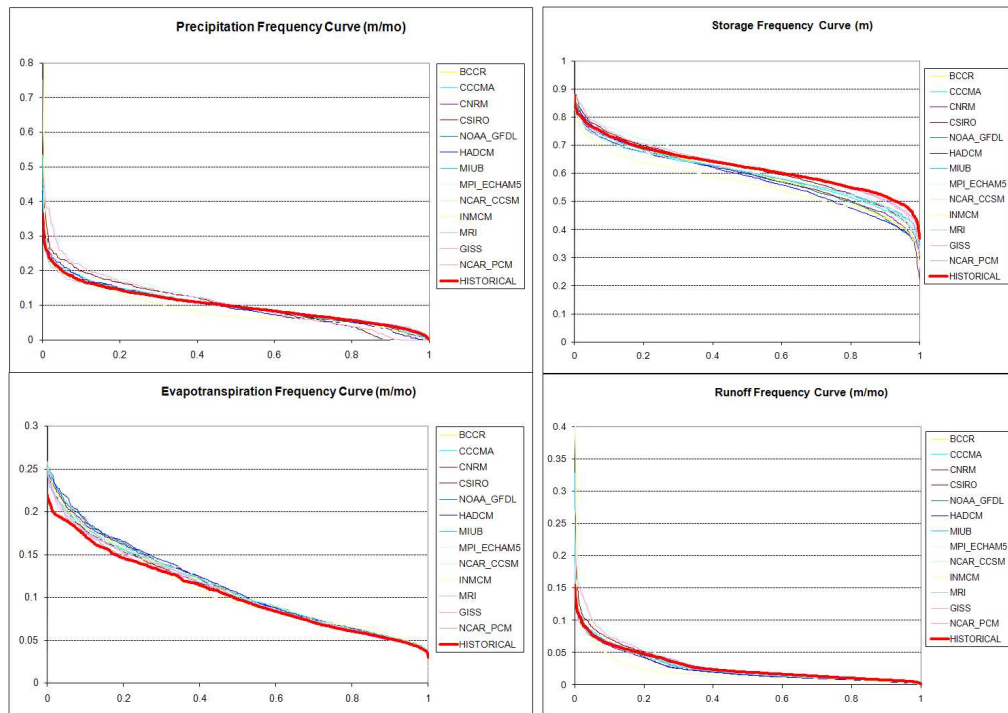 Precipitation Frequency Curve (m/mo)
0.8
0.7
0.6
0.5
0.4
0.3
0.2
0.1
0
0
0.2
0.4
0.6
0.8
1
BCCR
CCCMA
CNRM
CSIRO
NOAA_GFDL
HADCM
MIUB
MPI_ECHAM5
NCAR_CCSM
INMCM
MRI
GISS
NCAR_PCM
HISTORICAL
Storage Frequency Curve (m)
1
0.9
0.8
0.7
0.6
0.5
0.4
0.3
0.2
0.1
0
0
0.2
0.4
0.6
0.8
1
BCCR
CCCMA
CNRM
CSIRO
NOAA_GFDL
HADCM
MIUB
MPI_ECHAM5
NCAR_CCSM
INMCM
MRI
GISS
NCAR_PCM
HISTORICAL
Evapotranspiration Frequency Curve (m/mo)
0.3
0.25
0.2
0.15
0.1
0.05
0
0
0.2
0.4
0.6
0.8
1
BCCR
CCCMA
CNRM
CSIRO
NOAA_GFDL
HADCM
MIUB
MPI_ECHAM5
NCAR_CCSM
INMCM
MRI
GISS
NCAR_PCM
HISTORICAL
Runoff Frequency Curve (m/mo)
0.4
0.35
0.3
0.25
0.2
0.15
0.1
0.05
0
0
0.2
0.4
0.6
0.8
1
BCCR
CCCMA
CNRM
CSIRO
NOAA_GFDL
HADCM
MIUB
MPI_ECHAM5
NCAR_CCSM
INMCM
MRI
GISS
NCAR_PCM
HISTORICAL